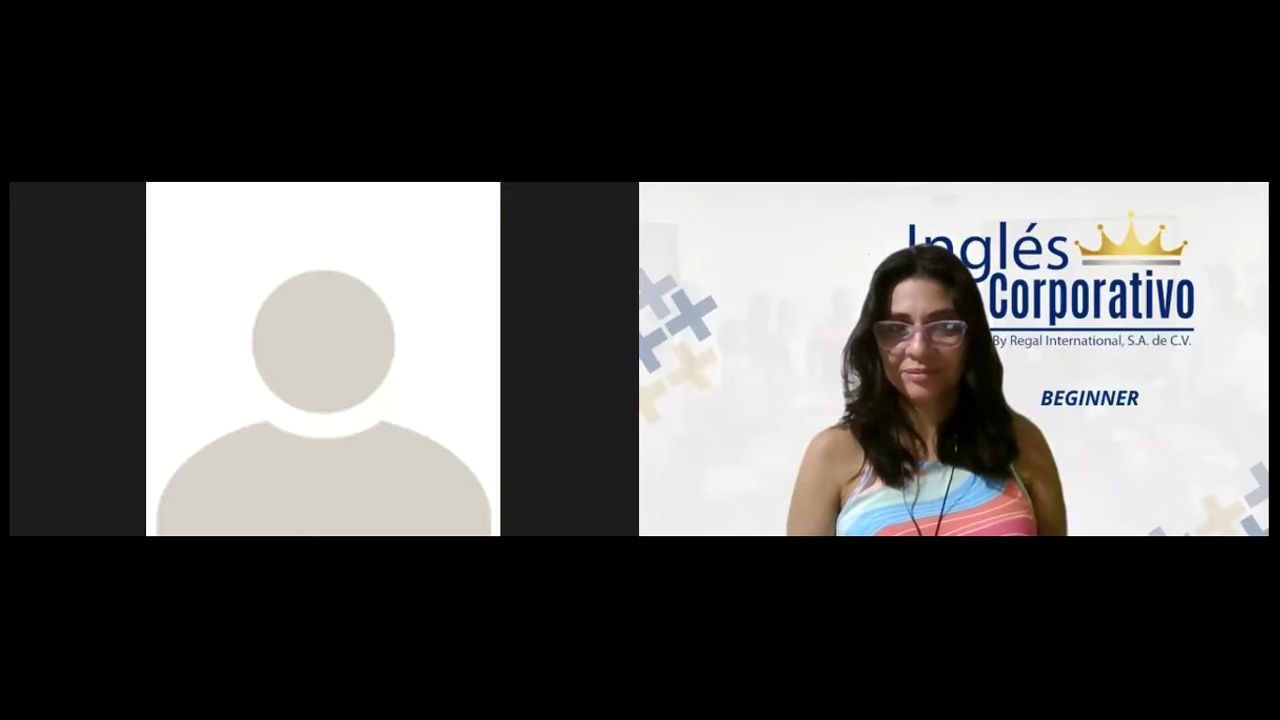 Inglés
Corporativo
By Regal International, S.A. de C.V.
BEGINNER